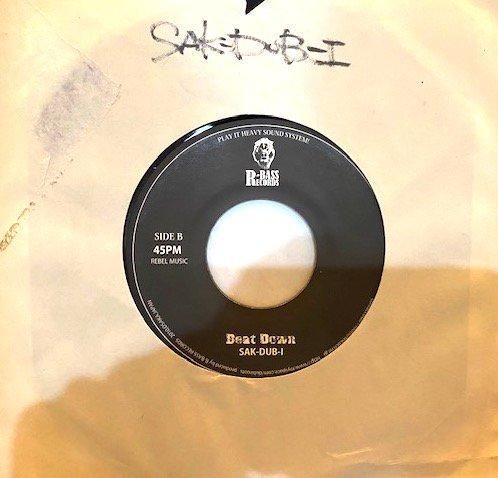 SAK-DUB-I
PLAY IT HEAVY SOUND SYSTEM!
R-BASS
RECORDS
SIDE B
45PM
REBEL MUSIC
Beat Down
SAK-DUB-I